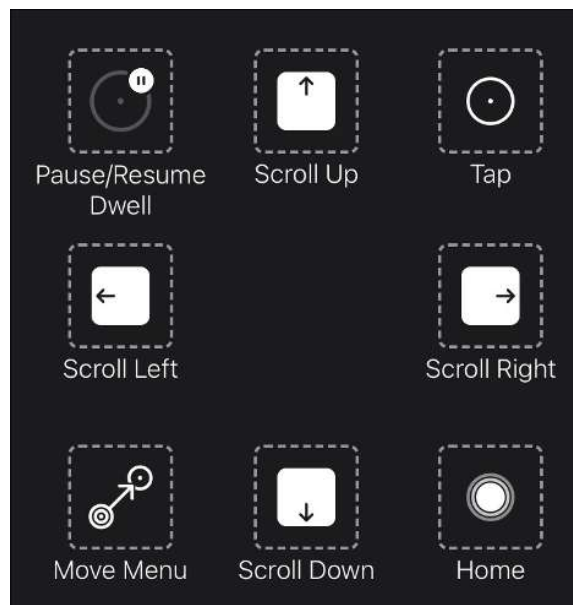 Pause/Resume
Dwell
Scroll Up
Tap
Scroll Left
Scroll Right
Move Menu
Scroll Down
Home